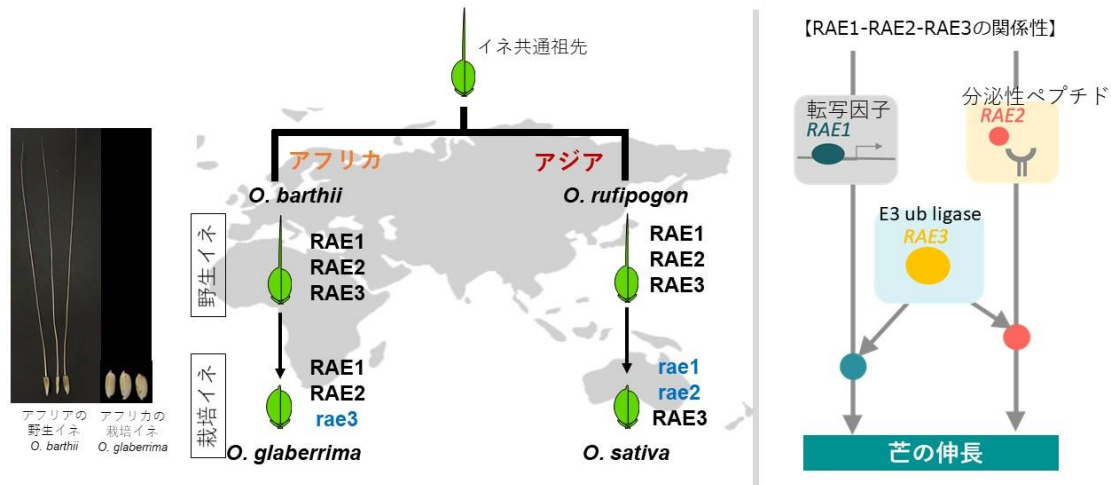 イネ共通祖先
アフリカ
アジア
O. barthii
O. rufipogon
野生イネ
RAE1
RAE2
RAE3
RAE1
RAE2
RAE3
栽培イネ
RAE1
RAE2
rae3
rae1
rae2
RAE3
O. glaberrima
O. sativa
アフリアの
野生イネ
O. barthii
アフリカの
栽培イネ
O. glaberrima
【RAE1-RAE2-RAE3の関係性】
転写因子
RAE1
分泌性ペプチド
RAE2
E3 ub ligase
RAE3
芒の伸長